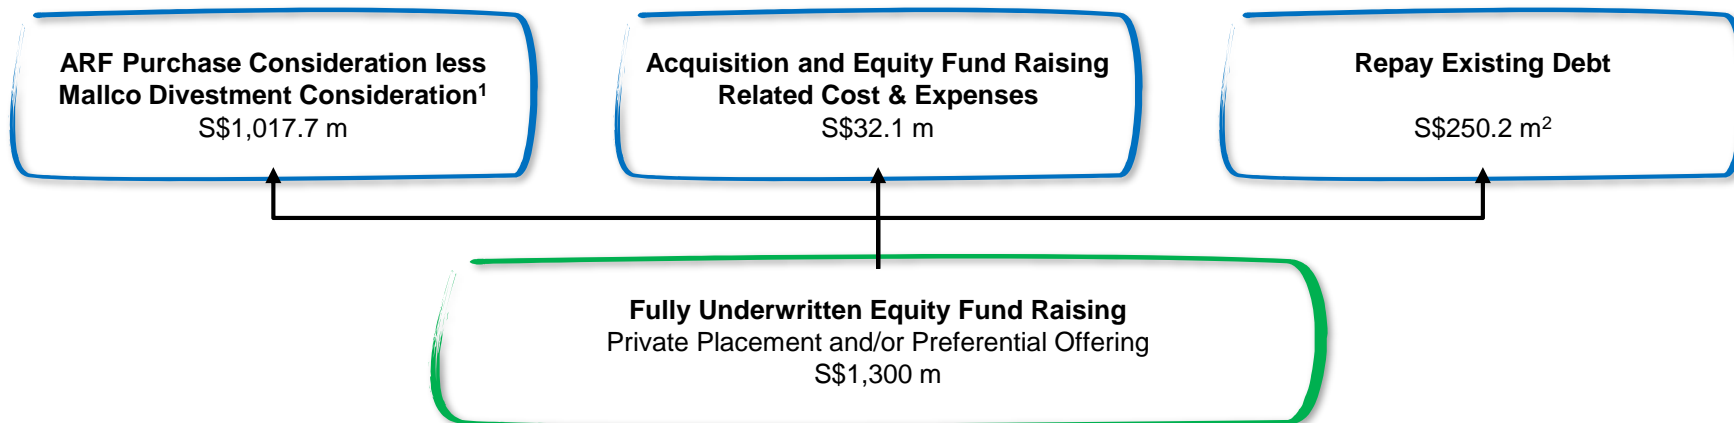 ARF Purchase Consideration less
Mallco Divestment Consideration¹
S$1,017.7 m
Acquisition and Equity Fund Raising
Related Cost & Expenses
S$32.1 m
Repay Existing Debt
S$250.2 m²
Fully Underwritten Equity Fund Raising
Private Placement and/or Preferential Offering
S$1,300 m